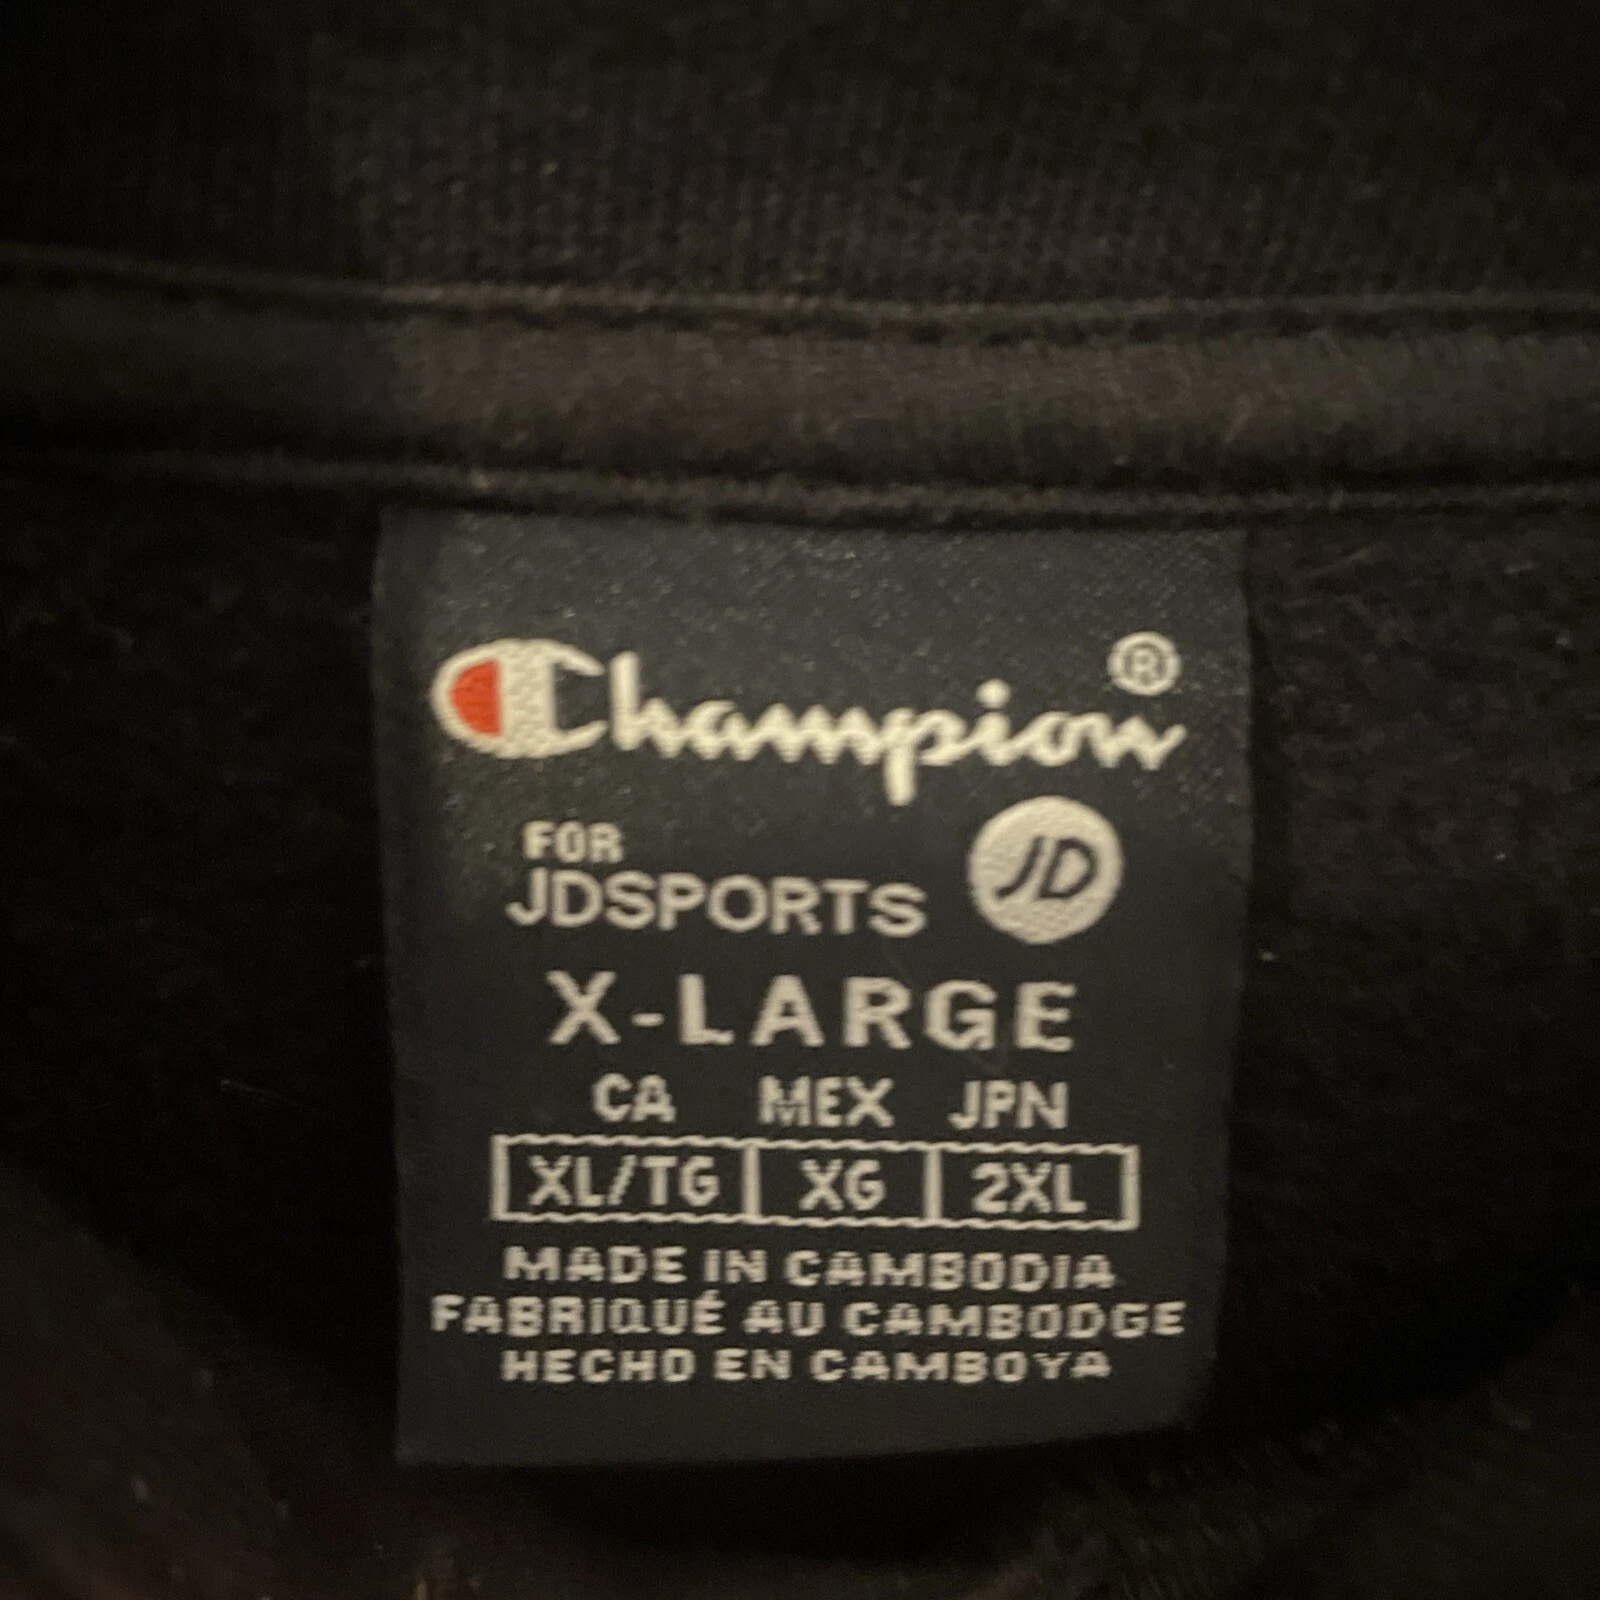 Champion®
FOR
JDSPORTS JD
X-LARGE
CA MEX JPN
XL/TG XG 2XL
MADE IN CAMBODIA
FABRIQUÉ AU CAMBODGE
HECHO EN CAMBOYA